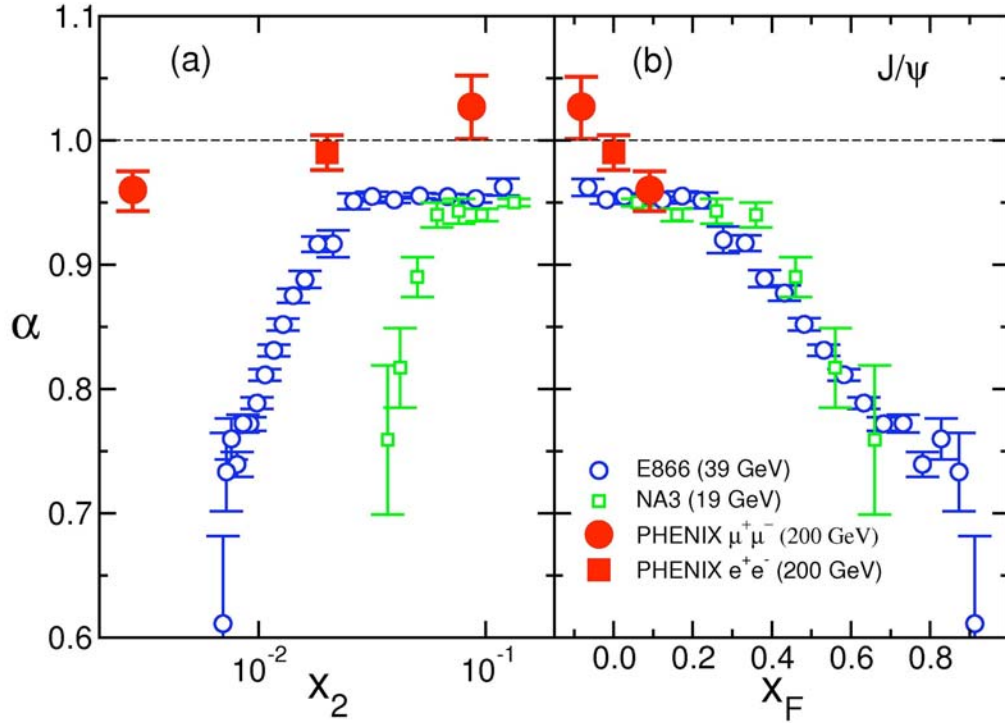 1.1
(a)
(b)
J/ψ
1.0
0.9
α
0.8
E866 (39 GeV)
NA3 (19 GeV)
0.7
PHENIX μ⁺μ⁻ (200 GeV)
PHENIX e⁺e⁻ (200 GeV)
0.6
10⁻² 10⁻¹ 0.0 0.2 0.4 0.6 0.8
x₂ x_F